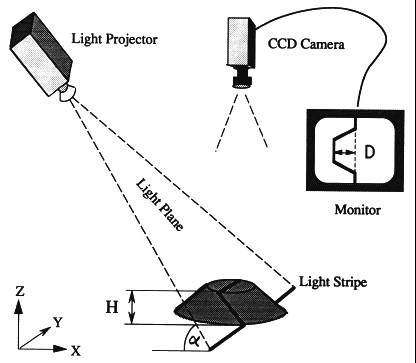 Light Projector
CCD Camera
D
Monitor
Light Plane
Light Stripe
H
α
Z
Y
X